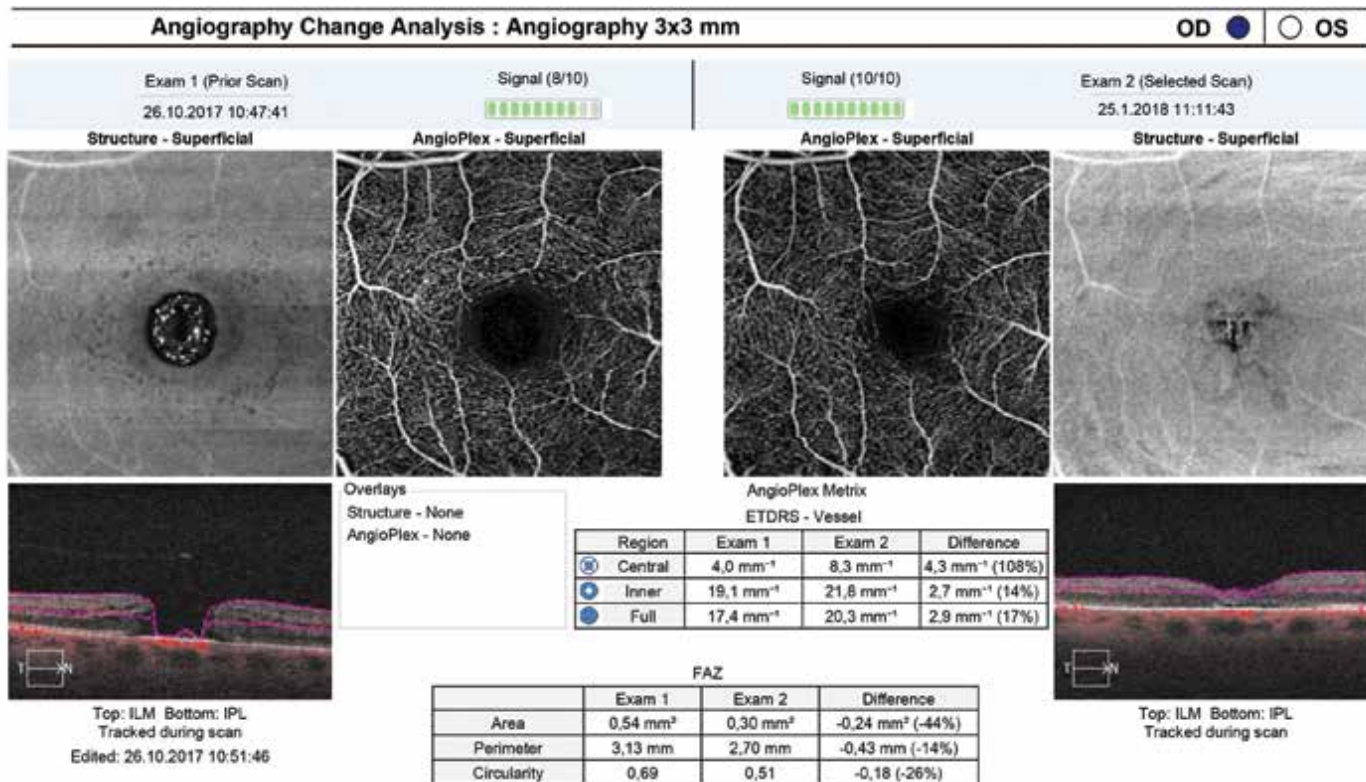 Angiography Change Analysis : Angiography 3x3 mm
OD OS
Exam 1 (Prior Scan) Signal (8/10) Signal (10/10) Exam 2 (Selected Scan)
26.10.2017 10:47:41 25.1.2018 11:11:43
Structure - Superficial AngioPlex - Superficial AngioPlex - Superficial Structure - Superficial
Overlays
Structure - None
AngioPlex - None
AngioPlex Metrix
ETDRS - Vessel
Region Exam 1 Exam 2 Difference
Central 4,0 mm⁻¹ 8,3 mm⁻¹ 4,3 mm⁻¹ (108%)
Inner 19,1 mm⁻¹ 21,8 mm⁻¹ 2,7 mm⁻¹ (14%)
Full 17,4 mm⁻¹ 20,3 mm⁻¹ 2,9 mm⁻¹ (17%)
T N
T N
Top: ILM Bottom: IPL
Tracked during scan
Edited: 26.10.2017 10:51:46
FAZ
Exam 1 Exam 2 Difference
Area 0,54 mm² 0,30 mm² -0,24 mm² (-44%)
Perimeter 3,13 mm 2,70 mm -0,43 mm (-14%)
Circularity 0,69 0,51 -0,18 (-26%)
Top: ILM Bottom: IPL
Tracked during scan